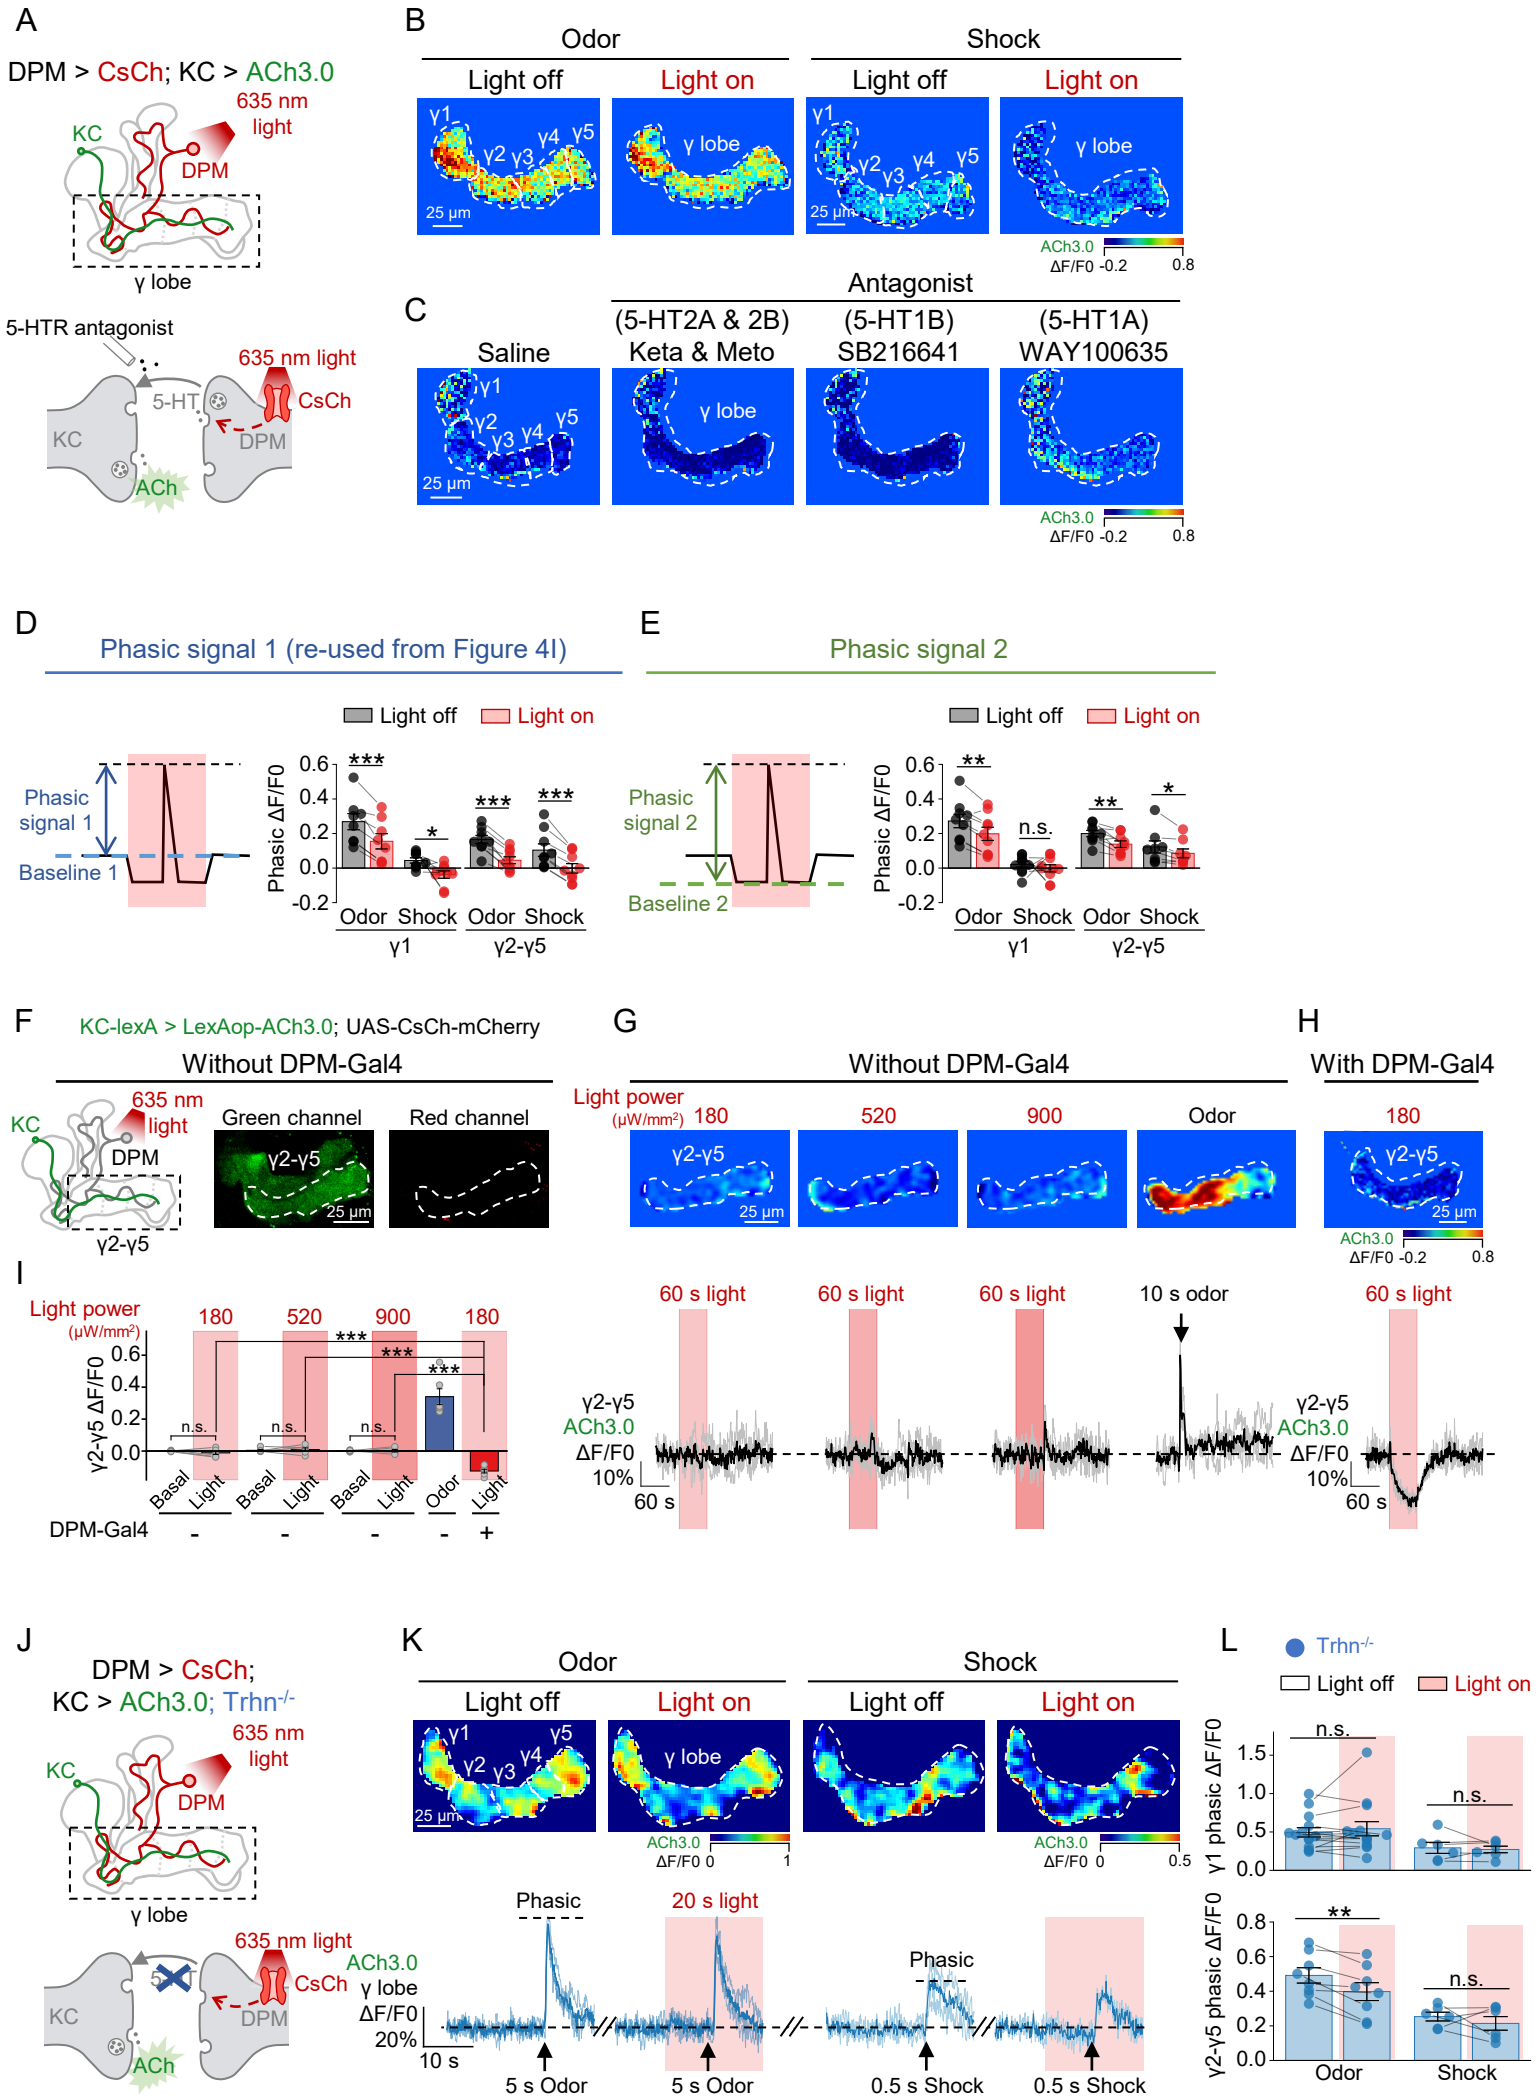 A
DPM > CsCh; KC > ACh3.0
635 nm
light
KC
DPM
γ lobe
5-HTR antagonist
635 nm light
5-HT
CsCh
KC
DPM
ACh
B
Odor
Shock
Light off
Light on
Light off
Light on
γ1
γ2
γ3
γ4
γ5
25 µm
γ lobe
γ1
γ2
γ3
γ4
γ5
25 µm
γ lobe
ACh3.0
ΔF/F0 -0.2 0.8
C
Antagonist
Saline
(5-HT2A & 2B)
Keta & Meto
(5-HT1B)
SB216641
(5-HT1A)
WAY100635
γ1
γ2
γ3
γ4
γ5
25 µm
γ lobe
ACh3.0
ΔF/F0 -0.2 0.8
D
Phasic signal 1 (re-used from Figure 4I)
Light off Light on
Phasic
signal 1
Baseline 1
Phasic ΔF/F0
0.6
0.4
0.2
0.0
-0.2
***
*
***
***
Odor Shock Odor Shock
γ1 γ2-γ5
E
Phasic signal 2
Light off Light on
Phasic
signal 2
Baseline 2
Phasic ΔF/F0
0.6
0.4
0.2
0.0
-0.2
**
n.s.
**
*
Odor Shock Odor Shock
γ1 γ2-γ5
F
KC-lexA > LexAop-ACh3.0; UAS-CsCh-mCherry
Without DPM-Gal4
635 nm
light
KC
DPM
γ2-γ5
Green channel
Red channel
γ2-γ5
25 µm
G
Without DPM-Gal4
Light power
(µW/mm²)
180 520 900 Odor
γ2-γ5
60 s light
60 s light
60 s light
10 s odor
γ2-γ5
ACh3.0
ΔF/F0
10%
60 s
H
With DPM-Gal4
180
γ2-γ5
25 µm
ACh3.0
ΔF/F0 -0.2 0.8
60 s light
γ2-γ5
ACh3.0
ΔF/F0
10%
60 s
I
Light power
(µW/mm²)
180 520 900 180
γ2-γ5 ΔF/F0
0.6
0.4
0.2
0.0
***
***
***
n.s.
n.s.
n.s.
Basal Light Basal Light Basal Light Odor Light
DPM-Gal4 - - - - +
J
DPM > CsCh;
KC > ACh3.0; Trhn-/-
635 nm
light
KC
DPM
γ lobe
635 nm light
5-HT
CsCh
KC
DPM
ACh
K
Odor
Shock
Light off
Light on
Light off
Light on
γ1
γ2
γ3
γ4
γ5
25 µm
γ lobe
ACh3.0
ΔF/F0 0 1
ACh3.0
ΔF/F0 0 0.5
Phasic
20 s light
Phasic
ACh3.0
γ lobe
ΔF/F0
20%
10 s
5 s Odor
5 s Odor
0.5 s Shock
0.5 s Shock
L
Trhn-/-
Light off Light on
γ1 phasic ΔF/F0
1.5
1.0
0.5
0.0
n.s.
n.s.
γ2-γ5 phasic ΔF/F0
0.8
0.6
0.4
0.2
0.0
**
n.s.
Odor Shock